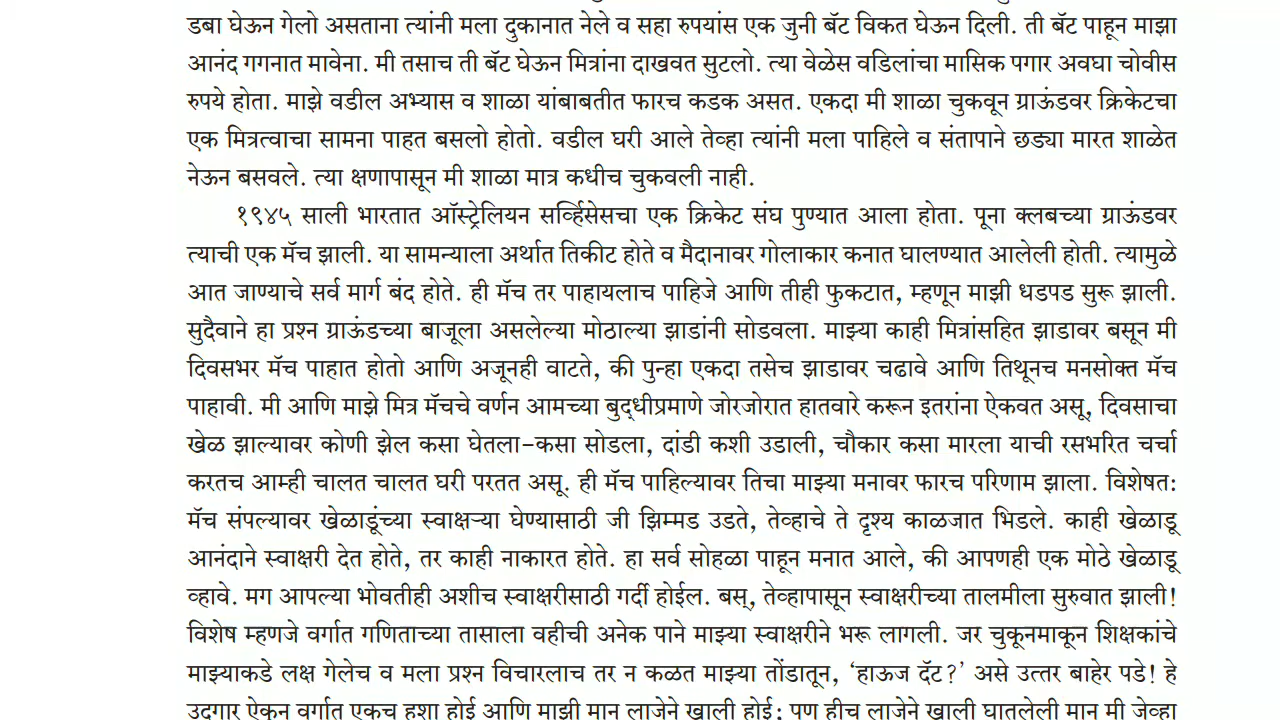 डबा घेऊन गेलो असताना त्यांनी मला दुकानात नेले व सहा रुपयांस एक जुनी बॅट विकत घेऊन दिली. ती बॅट पाहून माझा
आनंद गगनात मावेना. मी तसाच ती बॅट घेऊन मित्रांना दाखवत सुटलो. त्या वेळेस वडिलांचा मासिक पगार अवघा चोवीस
रुपये होता. माझे वडील अभ्यास व शाळा यांबाबतीत फारच कडक असत. एकदा मी शाळा चुकवून ग्राऊंडवर क्रिकेटचा
एक मित्रत्वाचा सामना पाहत बसलो होतो. वडील घरी आले तेव्हा त्यांनी मला पाहिले व संतापाने छड्या मारत शाळेत
नेऊन बसवले. त्या क्षणापासून मी शाळा मात्र कधीच चुकवली नाही.
१९४५ साली भारतात ऑस्ट्रेलियन सर्व्हिसेसचा एक क्रिकेट संघ पुण्यात आला होता. पूना क्लबच्या ग्राऊंडवर
त्याची एक मॅच झाली. या सामन्याला अर्थात तिकीट होते व मैदानावर गोलाकार कनात घालण्यात आलेली होती. त्यामुळे
आत जाण्याचे सर्व मार्ग बंद होते. ही मॅच तर पाहायलाच पाहिजे आणि तीही फुकटात, म्हणून माझी धडपड सुरू झाली.
सुदैवाने हा प्रश्न ग्राऊंडच्या बाजूला असलेल्या मोठाल्या झाडांनी सोडवला. माझ्या काही मित्रांसहित झाडावर बसून मी
दिवसभर मॅच पाहात होतो आणि अजूनही वाटते, की पुन्हा एकदा तसेच झाडावर चढावे आणि तिथूनच मनसोक्त मॅच
पाहावी. मी आणि माझे मित्र मॅचचे वर्णन आमच्या बुद्धीप्रमाणे जोरजोरात हातवारे करून इतरांना ऐकवत असू, दिवसाचा
खेळ झाल्यावर कोणी झेल कसा घेतला-कसा सोडला, दांडी कशी उडाली, चौकार कसा मारला याची रसभरित चर्चा
करतच आम्ही चालत चालत घरी परतत असू. ही मॅच पाहिल्यावर तिचा माझ्या मनावर फारच परिणाम झाला. विशेषत:
मॅच संपल्यावर खेळाडूंच्या स्वाक्षऱ्या घेण्यासाठी जी झिम्मड उडते, तेव्हाचे ते दृश्य काळजात भिडले. काही खेळाडू
आनंदाने स्वाक्षरी देत होते, तर काही नाकारत होते. हा सर्व सोहळा पाहून मनात आले, की आपणही एक मोठे खेळाडू
व्हावे. मग आपल्या भोवतीही अशीच स्वाक्षरीसाठी गर्दी होईल. बस्, तेव्हापासून स्वाक्षरीच्या तालमीला सुरुवात झाली!
विशेष म्हणजे वर्गात गणिताच्या तासाला वहीची अनेक पाने माझ्या स्वाक्षरीने भरू लागली. जर चुकूनमाकून शिक्षकांचे
माझ्याकडे लक्ष गेलेच व मला प्रश्न विचारलाच तर न कळत माझ्या तोंडातून, ‘हाऊज दॅट?’ असे उत्तर बाहेर पडे! हे
उदगार ऐकून वर्गात एकच हशा होई आणि माझी मान लाजेने खाली होई; पण हीच लाजेने खाली घातलेली मान मी जेव्हा